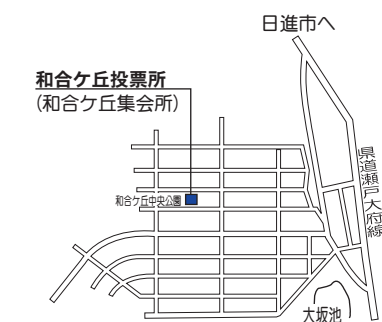 日進市へ
和合ケ丘投票所
(和合ケ丘集会所)
県道瀬戸大府線
和合ケ丘中央公園
大坂池